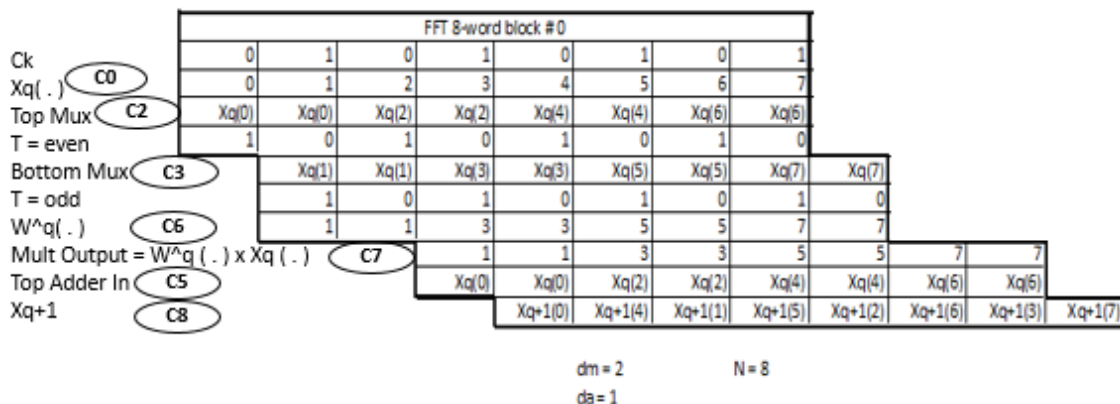 FFT 8-word block #0
Ck 0 1 0 1 0 1 0 1
Xq( . ) C0 0 1 2 3 4 5 6 7
Top Mux C2 Xq(0) Xq(0) Xq(2) Xq(2) Xq(4) Xq(4) Xq(6) Xq(6)
T = even 1 0 1 0 1 0 1 0
Bottom Mux C3 Xq(1) Xq(1) Xq(3) Xq(3) Xq(5) Xq(5) Xq(7) Xq(7)
T = odd 1 0 1 0 1 0 1 0
W^q( . ) C6 1 1 3 3 5 5 7 7
Mult Output = W^q ( . ) x Xq ( . ) C7 1 1 3 3 5 5 7 7
Top Adder In C5 Xq(0) Xq(0) Xq(2) Xq(2) Xq(4) Xq(4) Xq(6) Xq(6)
Xq+1 C8 Xq+1(0) Xq+1(4) Xq+1(1) Xq+1(5) Xq+1(2) Xq+1(6) Xq+1(3) Xq+1(7)
dm = 2 N = 8
da = 1